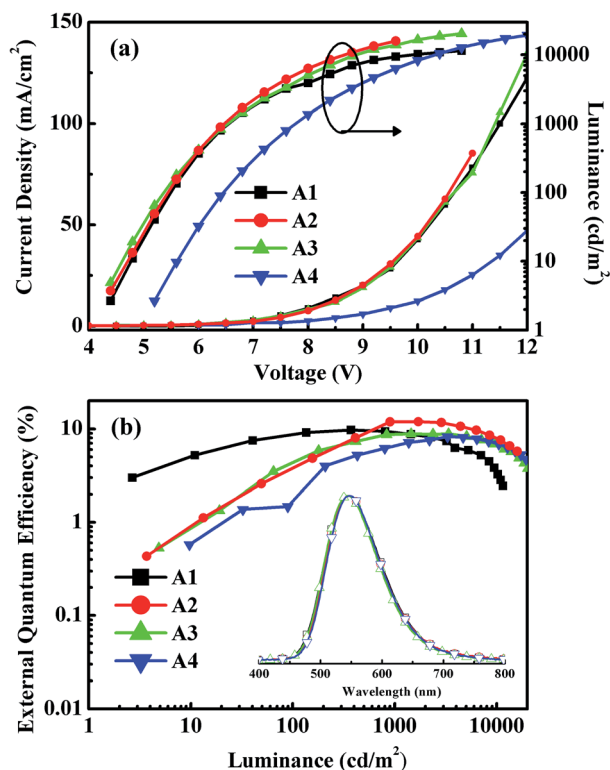 (a)
Current Density (mA/cm²)
150
100
50
0
Luminance (cd/m²)
10000
1000
100
10
1
A1
A2
A3
A4
4 5 6 7 8 9 10 11 12
Voltage (V)
(b)
External Quantum Efficiency (%)
100
10
1
0.1
0.01
A1
A2
A3
A4
400 500 600 700 800
Wavelength (nm)
1 10 100 1000 10000
Luminance (cd/m²)